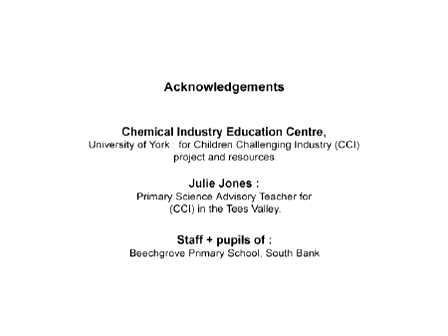 Acknowledgements
Chemical Industry Education Centre,
University of York : for Children Challenging Industry (CCI)
project and resources.
Julie Jones :
Primary Science Advisory Teacher for
(CCI) in the Tees Valley.
Staff + pupils of :
Beechgrove Primary School, South Bank